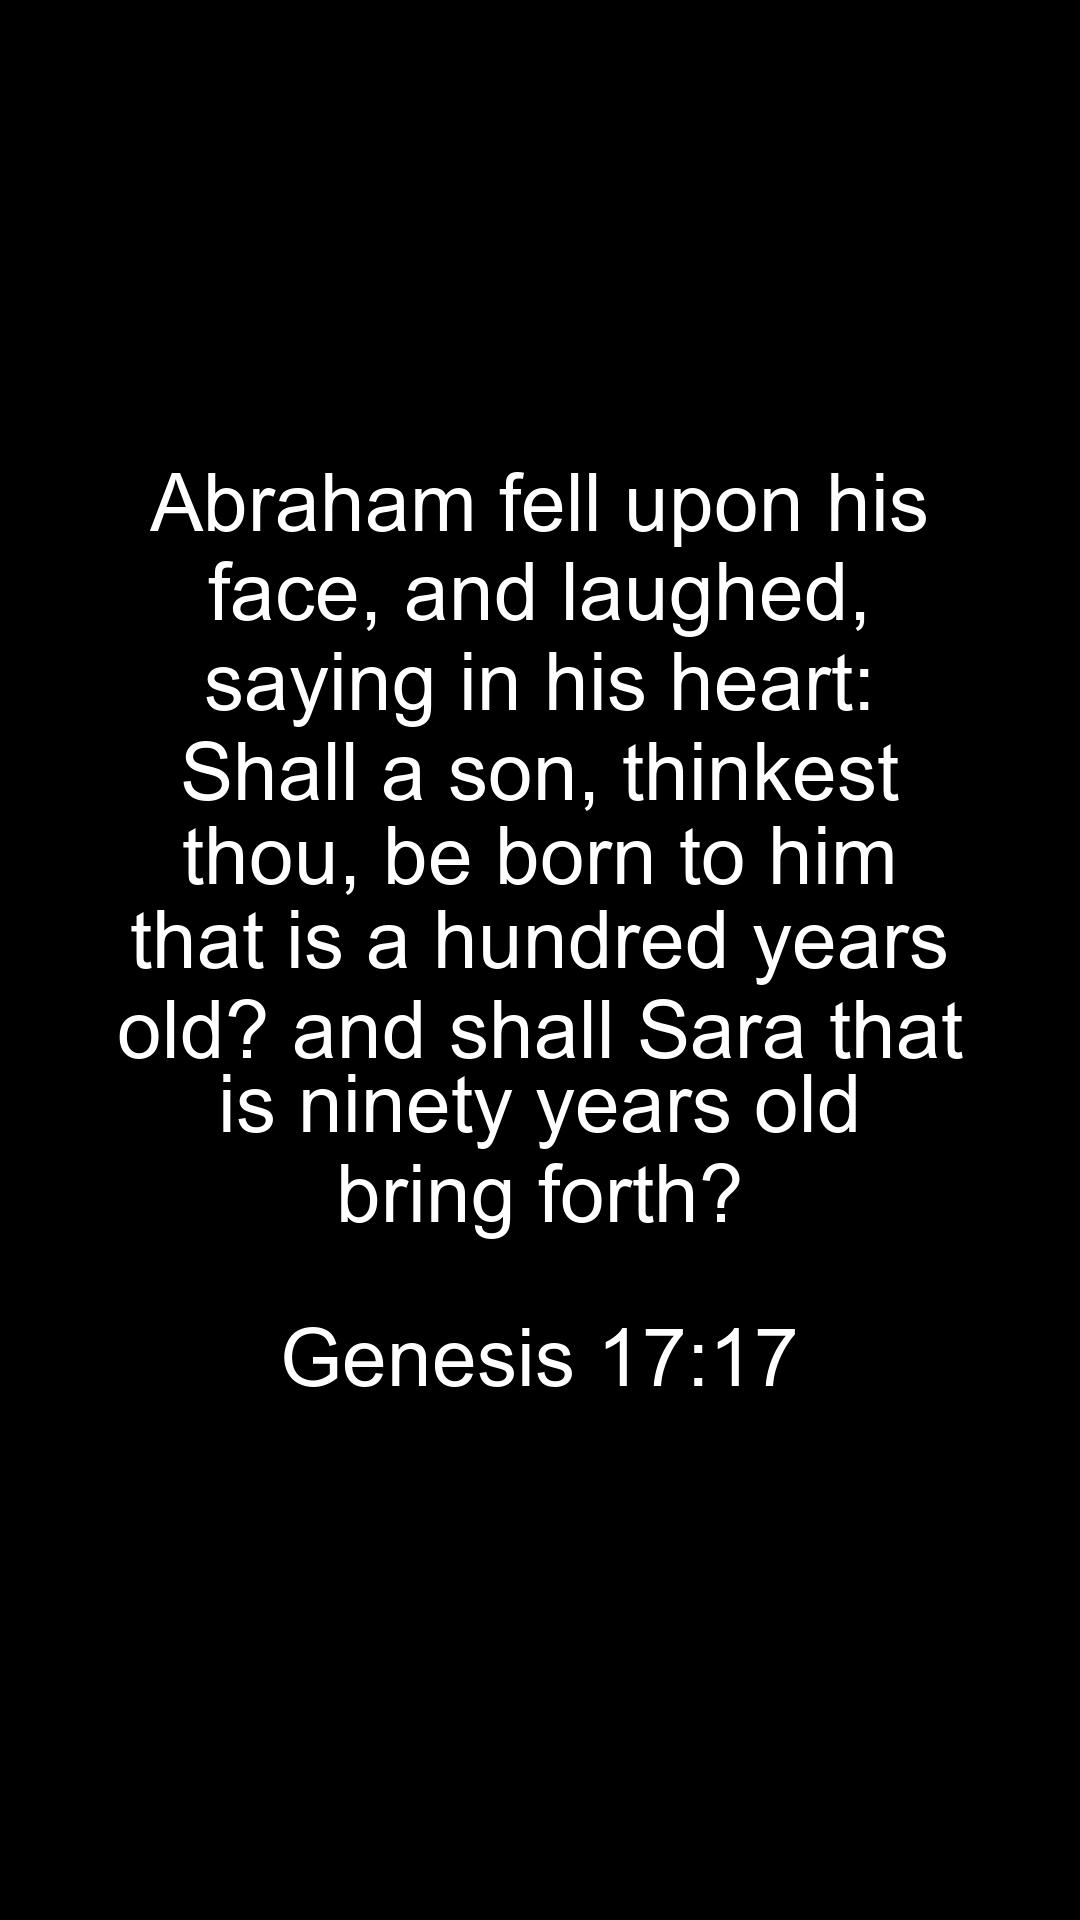 Abraham fell upon his
face, and laughed,
saying in his heart:
Shall a son, thinkest
thou, be born to him
that is a hundred years
old? and shall Sara that
is ninety years old
bring forth?
Genesis 17:17